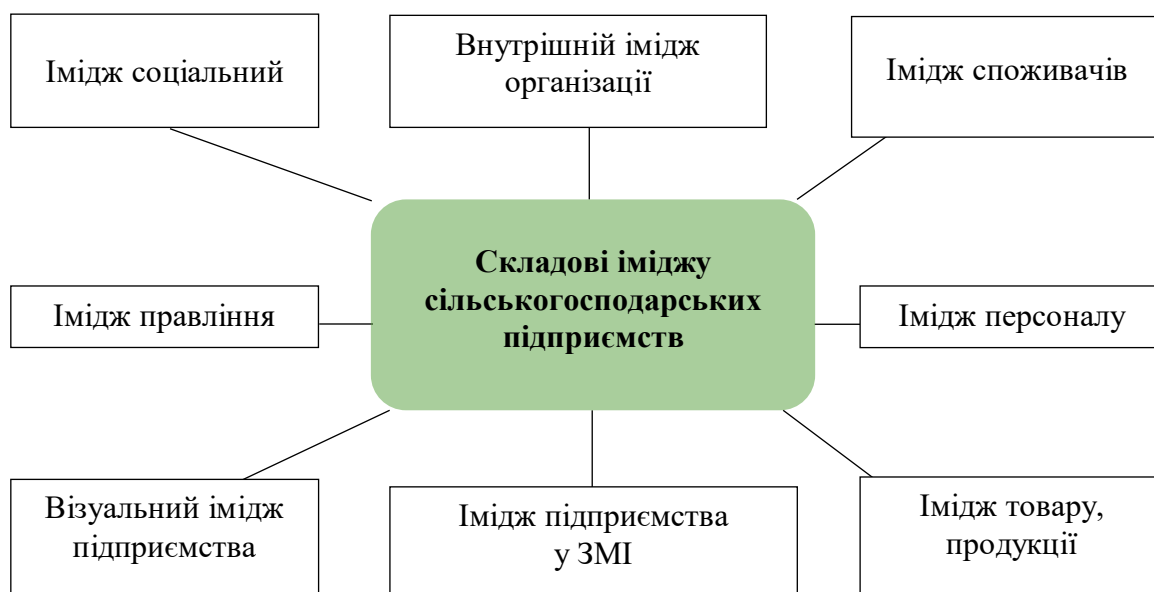 Імідж соціальний
Внутрішній імідж
організації
Імідж споживачів
Складові іміджу
сільськогосподарських
підприємств
Імідж правління
Імідж персоналу
Візуальний імідж
підприємства
Імідж підприємства
у ЗМІ
Імідж товару,
продукції